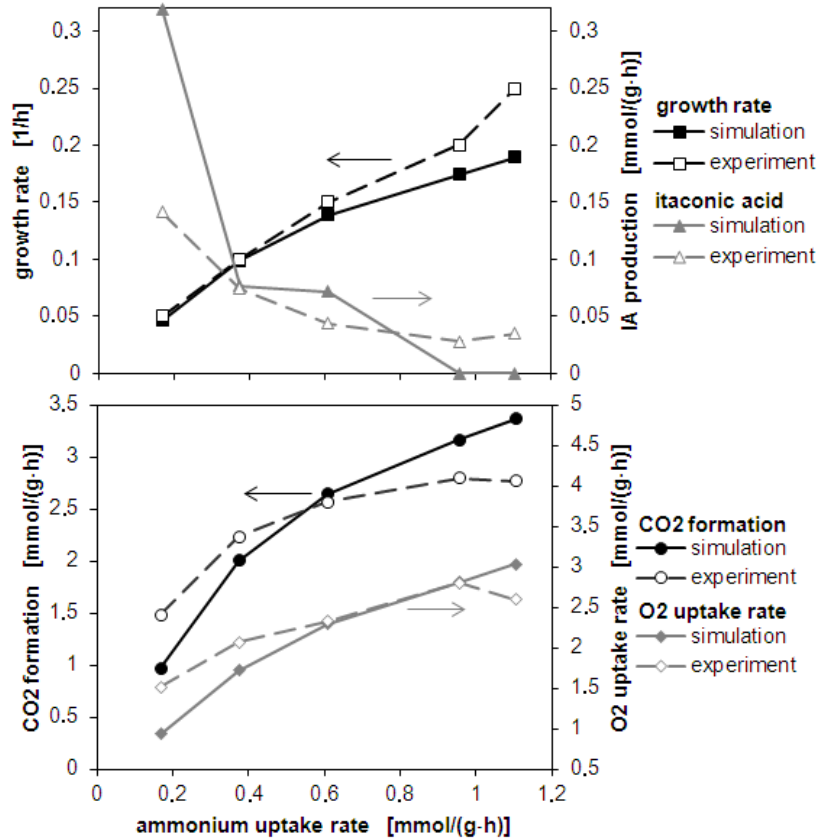 0.3
0.25
0.2
0.15
0.1
0.05
0
growth rate [1/h]
0.3
0.25
0.2
0.15
0.1
0.05
0
IA production [mmol/(g·h)]
growth rate
simulation
experiment
itaconic acid
simulation
experiment
3.5
3
2.5
2
1.5
1
0.5
0
CO2 formation [mmol/(g·h)]
5
4.5
4
3.5
3
2.5
2
1.5
1
0.5
O2 uptake rate [mmol/(g·h)]
CO2 formation
simulation
experiment
O2 uptake rate
simulation
experiment
0 0.2 0.4 0.6 0.8 1 1.2
ammonium uptake rate [mmol/(g·h)]